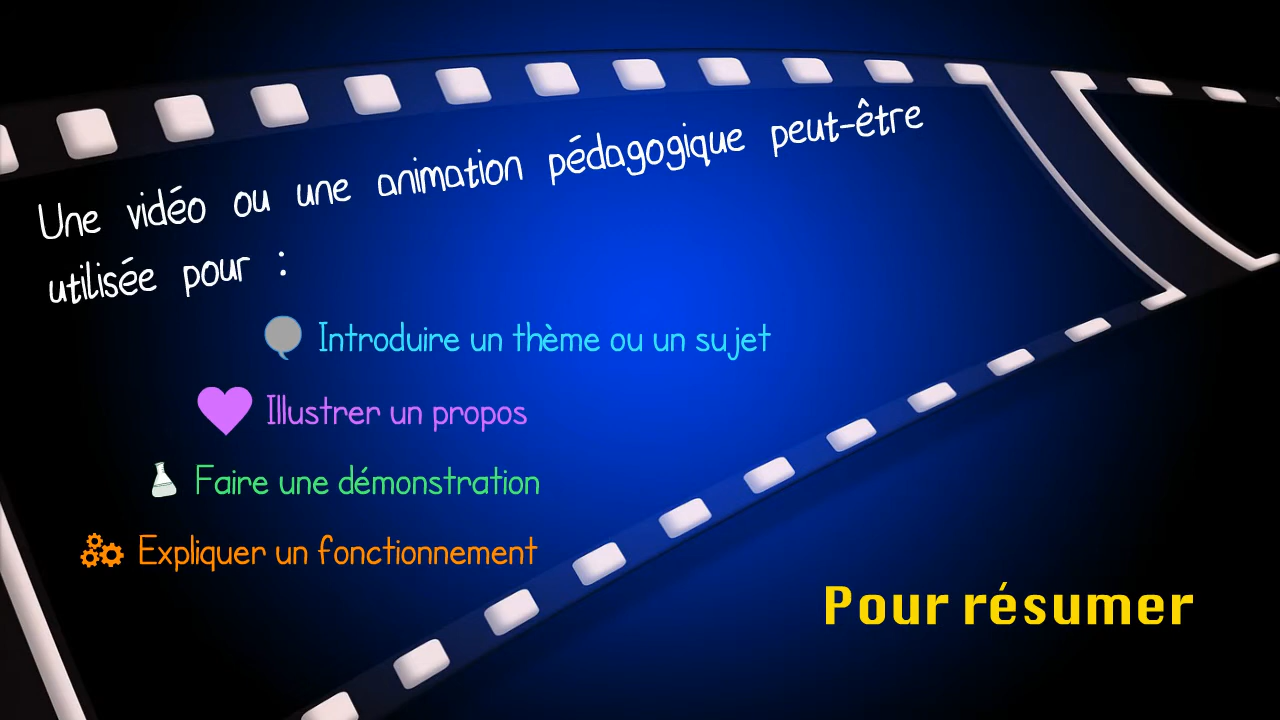 Une vidéo ou une animation pédagogique peut-être
utilisée pour :
Introduire un thème ou un sujet
Illustrer un propos
Faire une démonstration
Expliquer un fonctionnement
Pour résumer